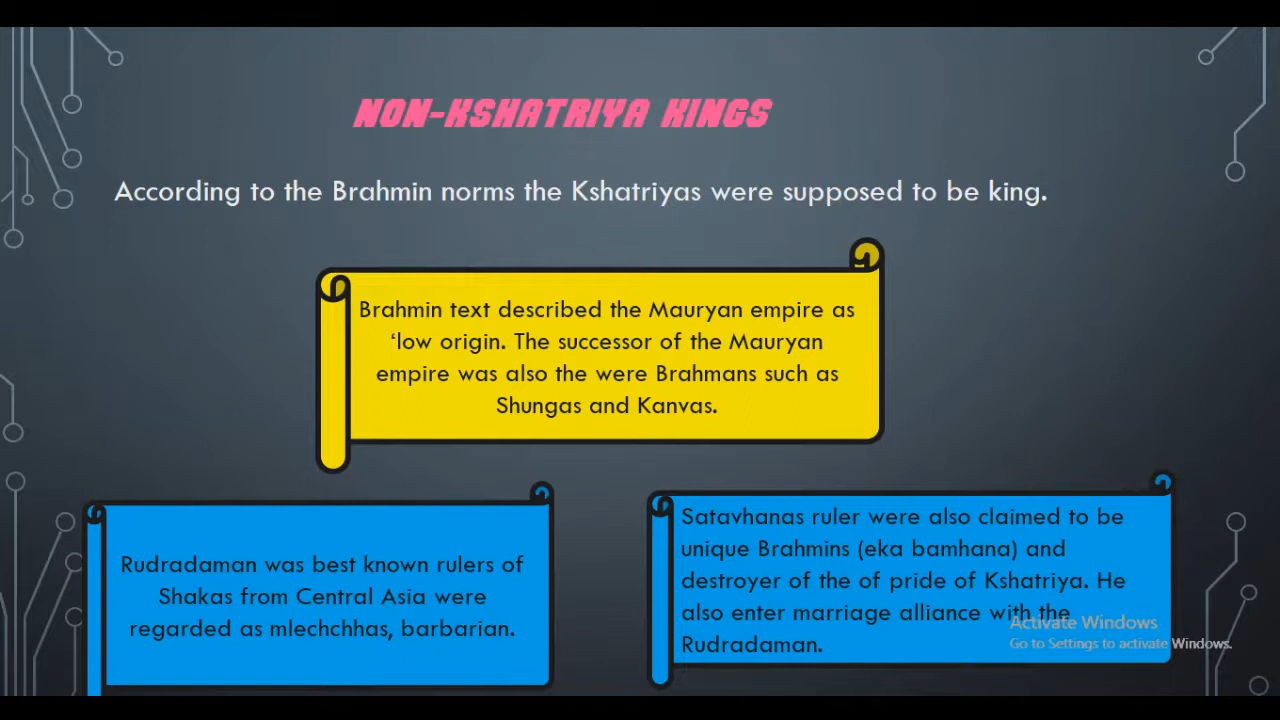 NON-KSHATRIYA KINGS
According to the Brahmin norms the Kshatriyas were supposed to be king.
Brahmin text described the Mauryan empire as
‘low origin. The successor of the Mauryan
empire was also the were Brahmans such as
Shungas and Kanvas.
Rudradaman was best known rulers of
Shakas from Central Asia were
regarded as mlechchhas, barbarian.
Satavhanas ruler were also claimed to be
unique Brahmins (eka bamhana) and
destroyer of the of pride of Kshatriya. He
also enter marriage alliance with the
Rudradaman.
Activate Windows
Go to Settings to activate Windows.